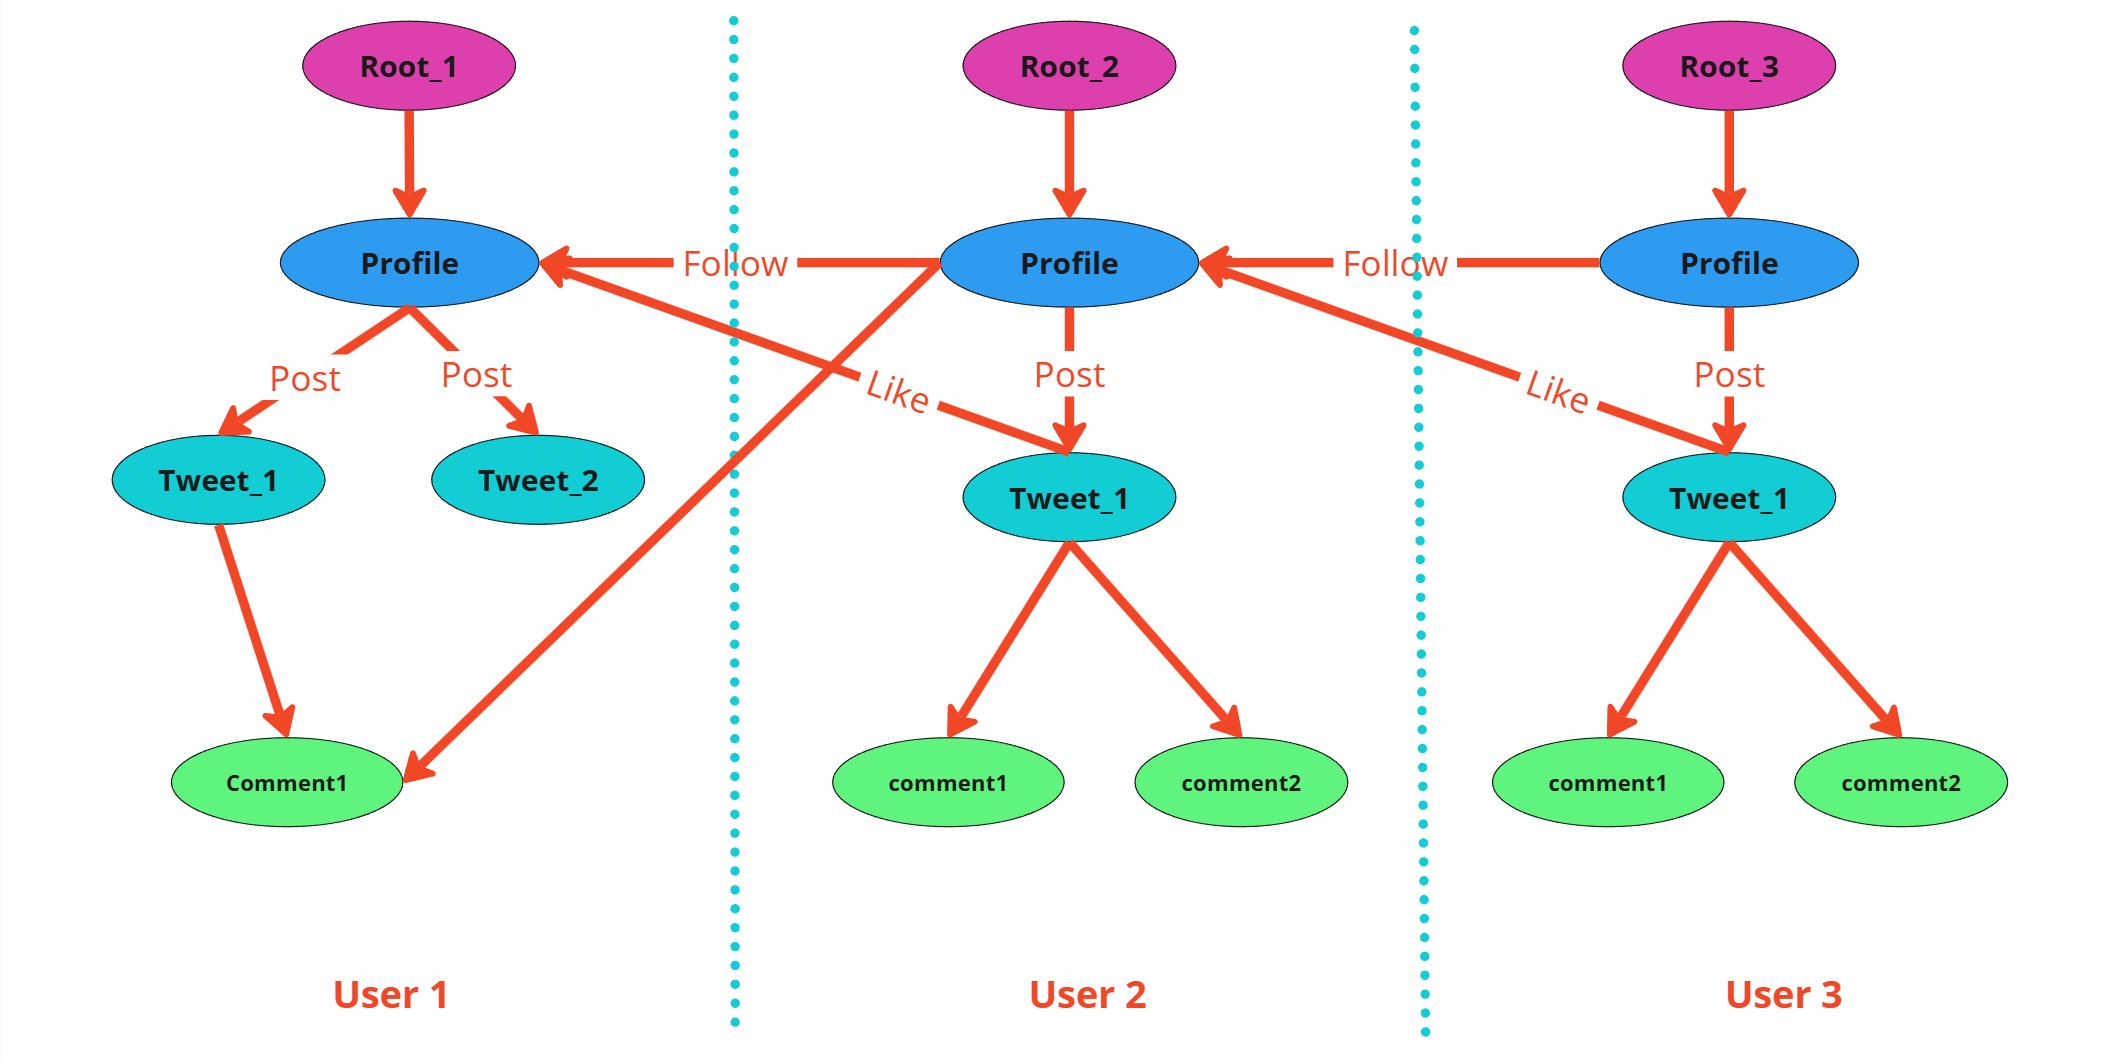 Root_1
Root_2
Root_3
Profile
Follow
Profile
Follow
Profile
Post
Post
Like
Post
Like
Post
Tweet_1
Tweet_2
Tweet_1
Tweet_1
Comment1
comment1
comment2
comment1
comment2
User 1
User 2
User 3